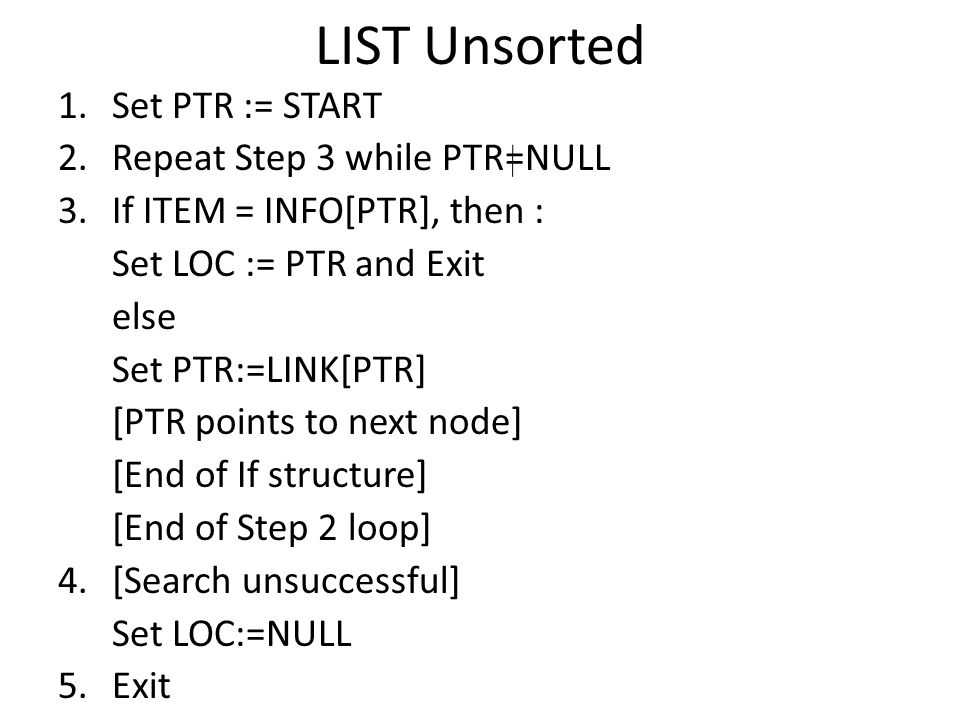 LIST Unsorted
1. Set PTR := START
2. Repeat Step 3 while PTR≠NULL
3. If ITEM = INFO[PTR], then :
Set LOC := PTR and Exit
else
Set PTR:=LINK[PTR]
[PTR points to next node]
[End of If structure]
[End of Step 2 loop]
4. [Search unsuccessful]
Set LOC:=NULL
5. Exit